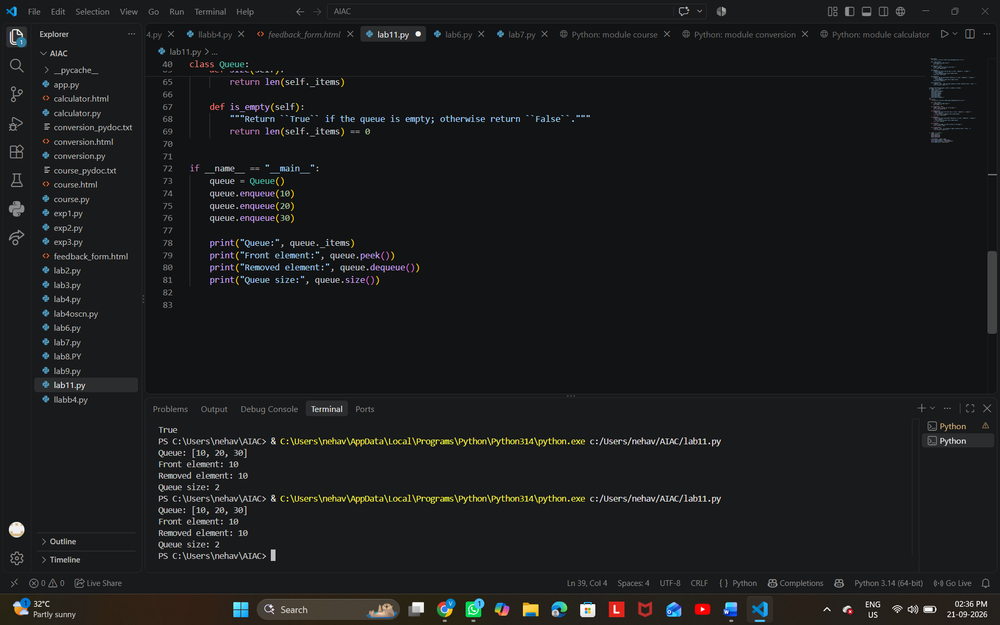 File Edit Selection View Go Run Terminal Help
AIAC
Explorer
4.py
llabb4.py
feedback_form.html
lab11.py
lab6.py
lab7.py
Python: module course
Python: module conversion
Python: module calculator
1
AIAC
__pycache__
app.py
calculator.html
calculator.py
conversion_pydoc.txt
conversion.html
conversion.py
course_pydoc.txt
course.html
course.py
exp1.py
exp2.py
exp3.py
feedback_form.html
lab2.py
lab3.py
lab4.py
lab4oscn.py
lab6.py
lab7.py
lab8.PY
lab9.py
lab11.py
llabb4.py
Outline
Timeline
lab11.py > ...
40 class Queue:
65 return len(self._items)
66
67 def is_empty(self):
68 """Return ``True`` if the queue is empty; otherwise return ``False``."""
69 return len(self._items) == 0
70
71
72 if __name__ == "__main__":
73 queue = Queue()
74 queue.enqueue(10)
75 queue.enqueue(20)
76 queue.enqueue(30)
77
78 print("Queue:", queue._items)
79 print("Front element:", queue.peek())
80 print("Removed element:", queue.dequeue())
81 print("Queue size:", queue.size())
82
83
Problems Output Debug Console Terminal Ports
True
PS C:\Users\nehav\AIAC> & C:\Users\nehav\AppData\Local\Programs\Python\Python314\python.exe c:/Users/nehav/AIAC/lab11.py
Queue: [10, 20, 30]
Front element: 10
Removed element: 10
Queue size: 2
PS C:\Users\nehav\AIAC> & C:\Users\nehav\AppData\Local\Programs\Python\Python314\python.exe c:/Users/nehav/AIAC/lab11.py
Queue: [10, 20, 30]
Front element: 10
Removed element: 10
Queue size: 2
PS C:\Users\nehav\AIAC>
Python
Python
0 0 Live Share
Ln 39, Col 4 Spaces: 4 UTF-8 CRLF { } Python Completions Python 3.14 (64-bit) Go Live
1
32°C
Partly sunny
Search
V
1
L
W
ENG
US
02:36 PM
21-09-2026